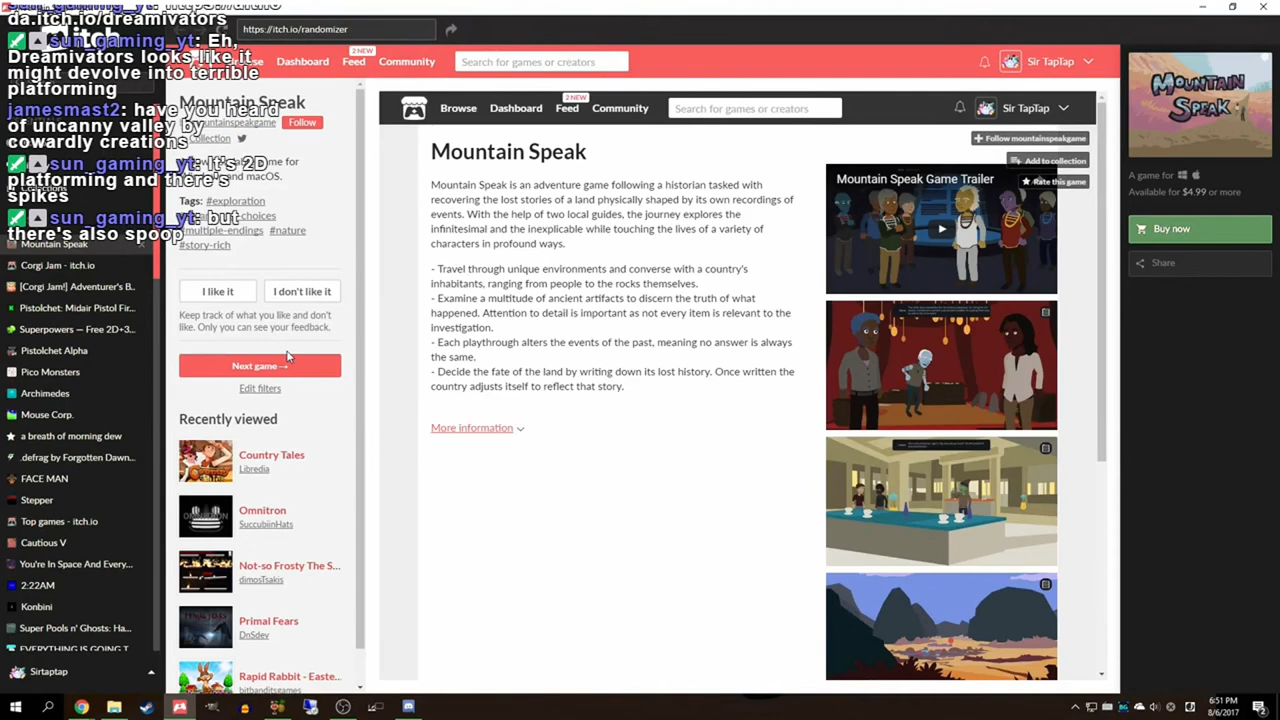 sun_gaming_yt: https://ditto
da.itch.io/dreamivators
sun_gaming_yt: Eh,
Dreamivators looks like it
might devolve into terrible
platforming
jamesmast2: have you heard
of uncanny valley by
cowardly creations
sun_gaming_yt: It's 2D
platforming and there's
spikes
sun_gaming_yt: but
there's also spoop
Mountain Speak
Corgi Jam - itch.io
[Corgi Jam!] Adventurer's B...
Pistolchet: Midair Pistol Fir...
Superpowers — Free 2D+3...
Pistolchet Alpha
Pico Monsters
Archimedes
Mouse Corp.
a breath of morning dew
.defrag by Forgotten Dawn...
FACE MAN
Stepper
Top games - itch.io
Cautious V
You're In Space And Every...
2:22AM
Konbini
Super Pools n' Ghosts: Ha...
EVERYTHING IS GOING T
Sirtaptap
https://itch.io/randomizer
Dashboard
2 NEW
Feed
Community
Search for games or creators
Sir TapTap
Mountain Speak
mountainspeakgame
Follow
Collection
and macOS.
Tags: #exploration
#multiple-endings #nature
#story-rich
I like it
I don't like it
Keep track of what you like and don't
like. Only you can see your feedback.
Next game →
Edit filters
Recently viewed
Country Tales
Libredia
Omnitron
SuccubiinHats
Not-so Frosty The S...
dimosTsakis
Primal Fears
DnSdev
Rapid Rabbit - Easte...
bitbanditsgames
Browse
Dashboard
2 NEW
Feed
Community
Search for games or creators
Sir TapTap
Follow mountainspeakgame
Add to collection
Rate this game
Mountain Speak
Mountain Speak is an adventure game following a historian tasked with
recovering the lost stories of a land physically shaped by its own recordings of
events. With the help of two local guides, the journey explores the
infinitesimal and the inexplicable while touching the lives of a variety of
characters in profound ways.
- Travel through unique environments and converse with a country's
inhabitants, ranging from people to the rocks themselves.
- Examine a multitude of ancient artifacts to discern the truth of what
happened. Attention to detail is important as not every item is relevant to the
investigation.
- Each playthrough alters the events of the past, meaning no answer is always
the same.
- Decide the fate of the land by writing down its lost history. Once written the
country adjusts itself to reflect that story.
More information
Mountain Speak Game Trailer
MOUNTAIN
SPEAK
A game for
Available for $4.99 or more
Buy now
Share
6:51 PM
8/6/2017